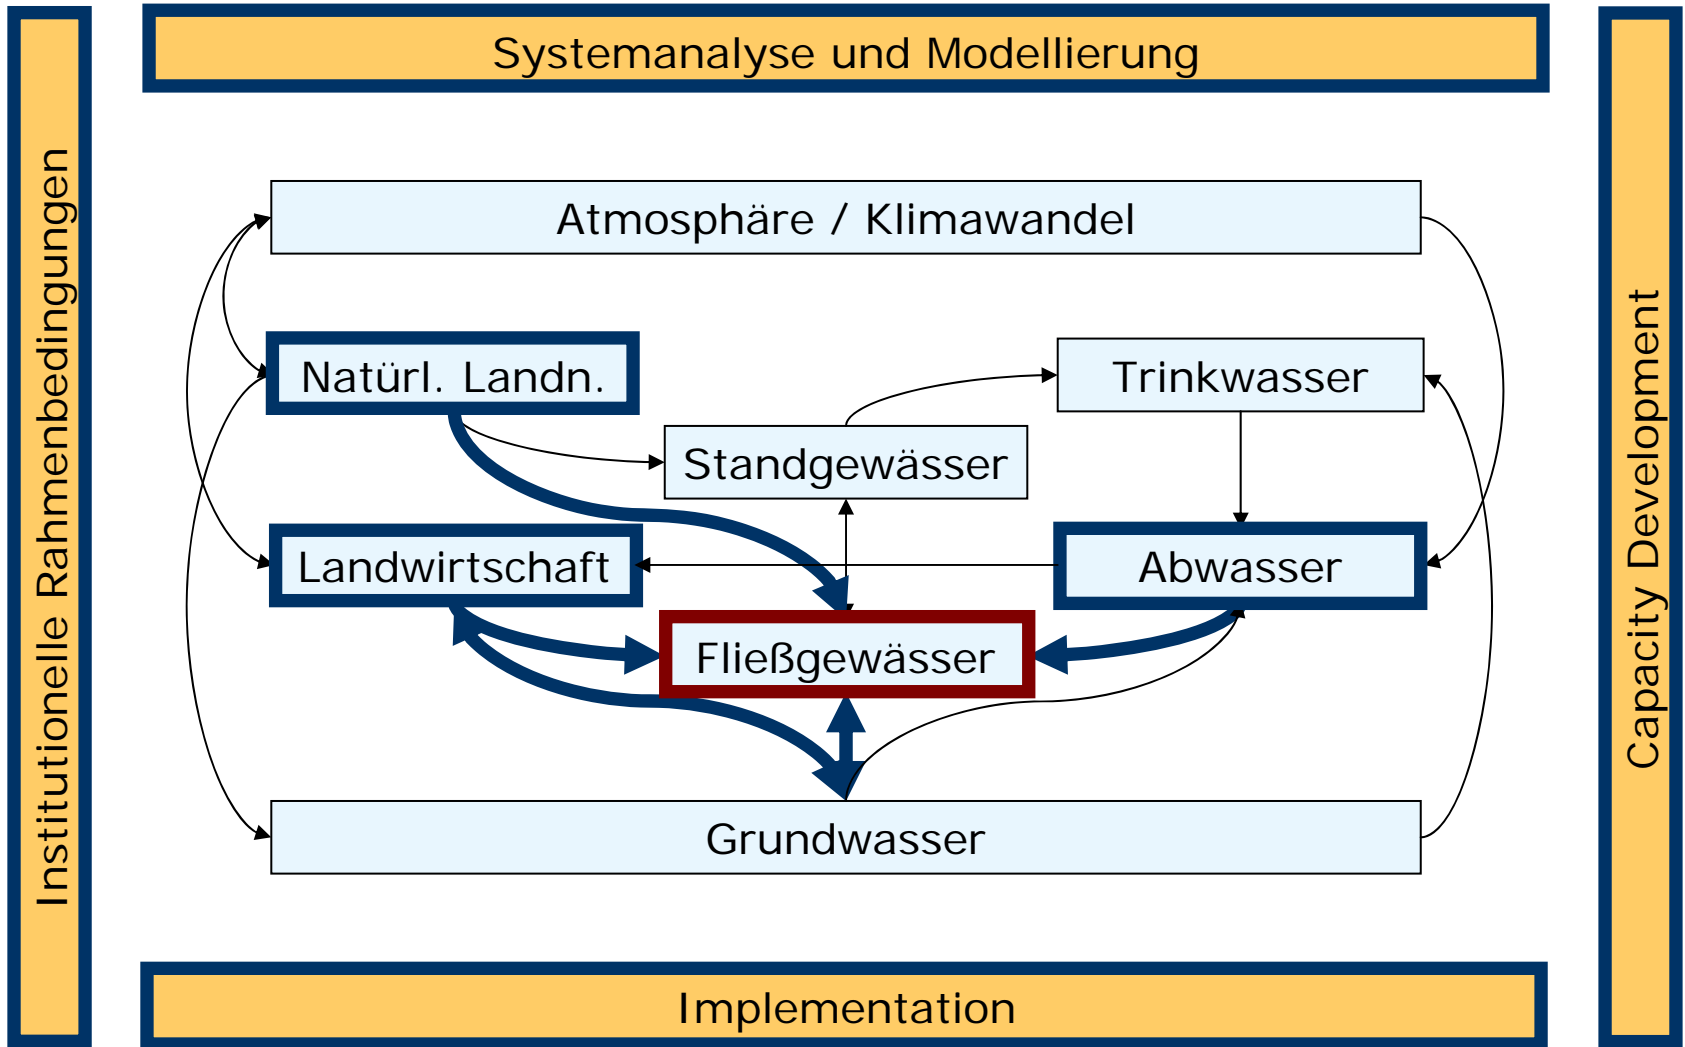 Systemanalyse und Modellierung
Institutionelle Rahmenbedingungen
Atmosphäre / Klimawandel
Natürl. Landn.
Trinkwasser
Standgewässer
Landwirtschaft
Abwasser
Fließgewässer
Grundwasser
Capacity Development
Implementation